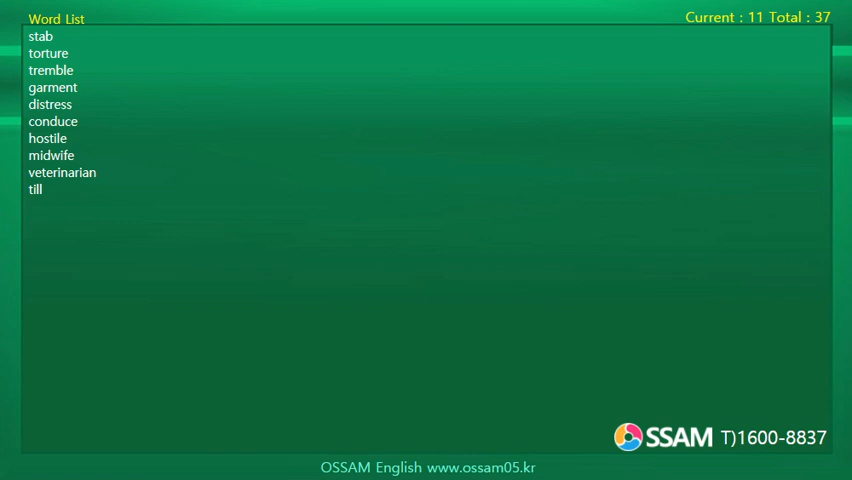 Word List
Current : 11 Total : 37
stab
torture
tremble
garment
distress
conduce
hostile
midwife
veterinarian
till
OSSAM T)1600-8837
OSSAM English www.ossam05.kr